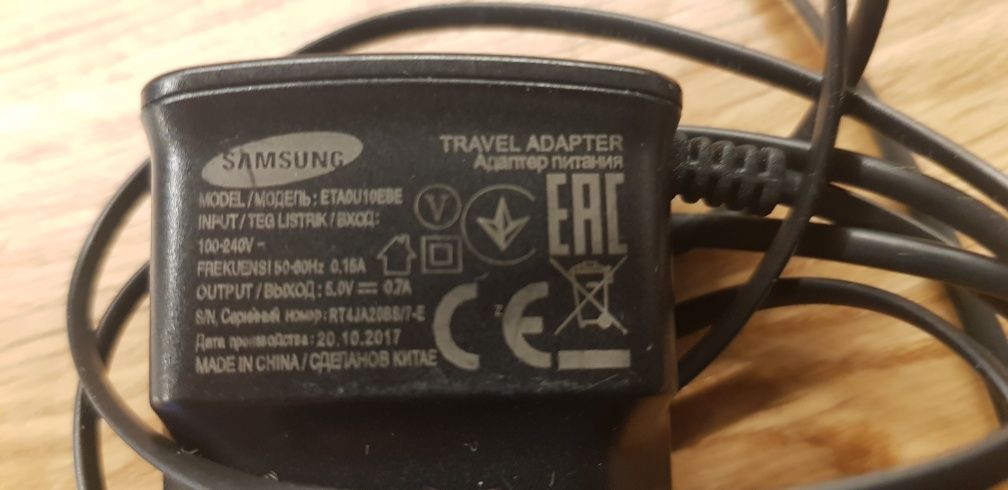 SAMSUNG
TRAVEL ADAPTER
Адаптер питания
MODEL / МОДЕЛЬ : ETA0U10EBE
INPUT / TEG LISTRIK / ВХОД:
100-240V ~
FREKUENSI 50-60Hz 0.15A
OUTPUT / ВЫХОД : 5.0V ⎓ 0.7A
S/N, Серийный номер : RT4JA20BS/7-E
Дата производства : 20.10.2017
MADE IN CHINA / СДЕЛАНОВ КИТАЕ
V
EAC
Z
CE